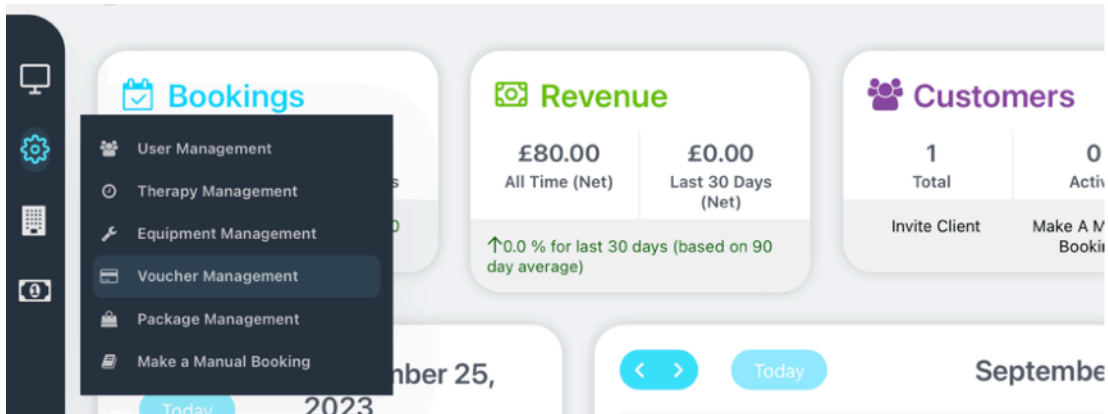 Bookings
User Management
Therapy Management
Equipment Management
Voucher Management
Package Management
Make a Manual Booking
Revenue
£80.00
All Time (Net)
£0.00
Last 30 Days
(Net)
↑0.0 % for last 30 days (based on 90
day average)
Customers
1
Total
0
Invite Client
Make A M
25,
2023
Today
Today